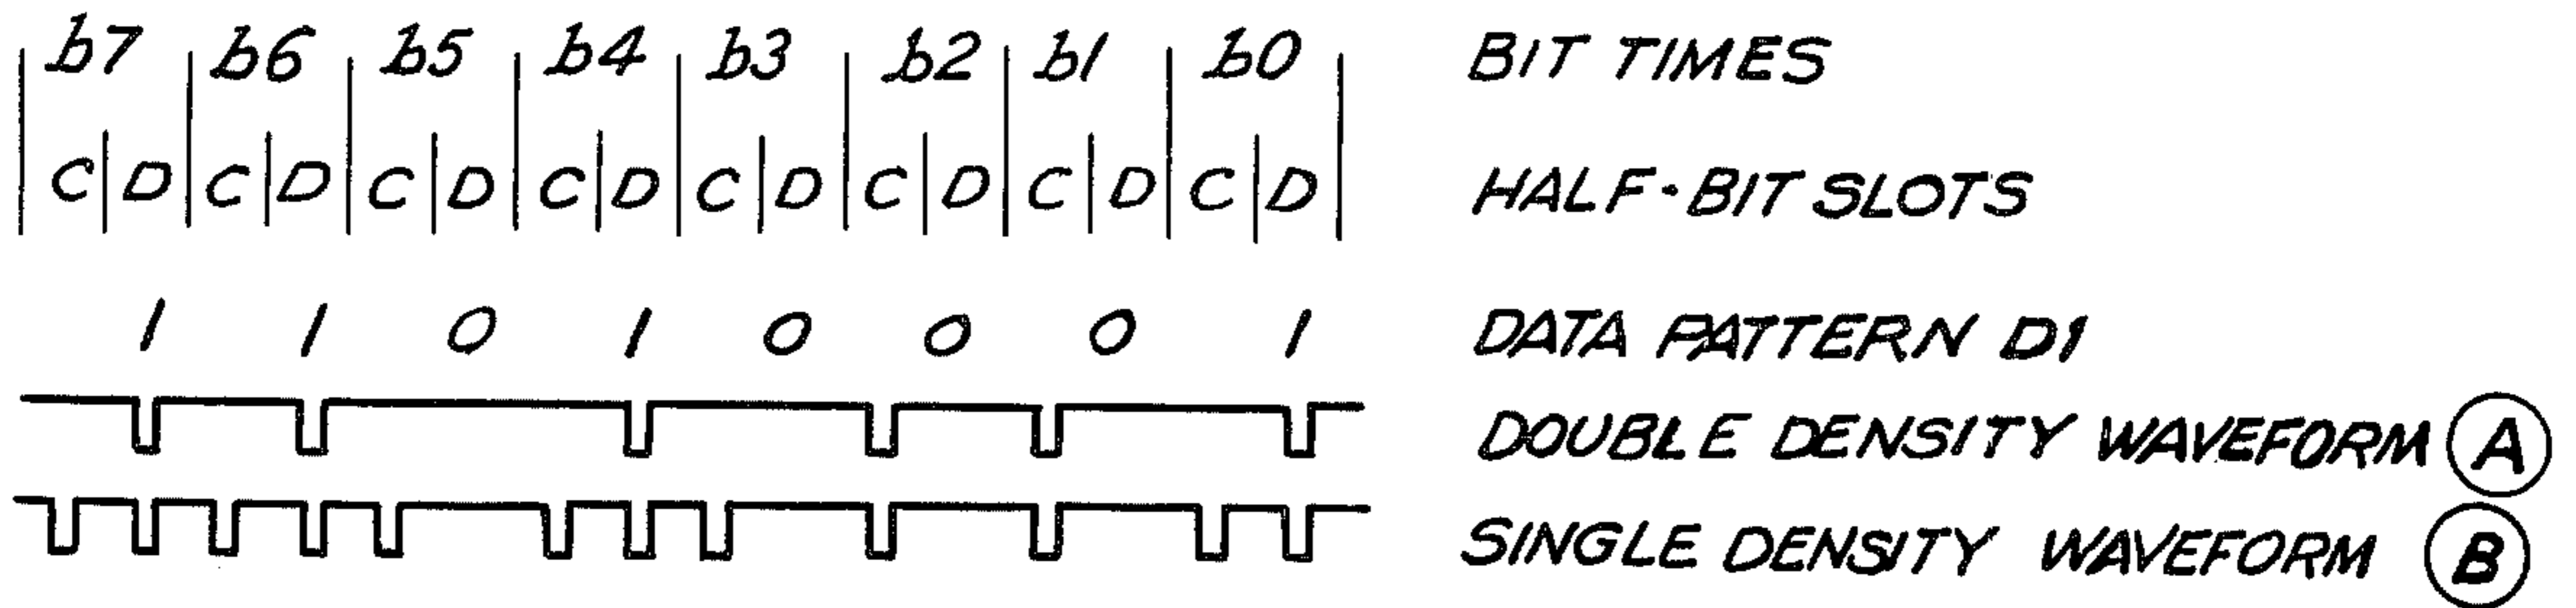 b7 b6 b5 b4 b3 b2 b1 b0 BIT TIMES
C D C D C D C D C D C D C D C D HALF-BIT SLOTS
1 1 0 1 0 0 0 1 DATA PATTERN D1
DOUBLE DENSITY WAVEFORM A
SINGLE DENSITY WAVEFORM B